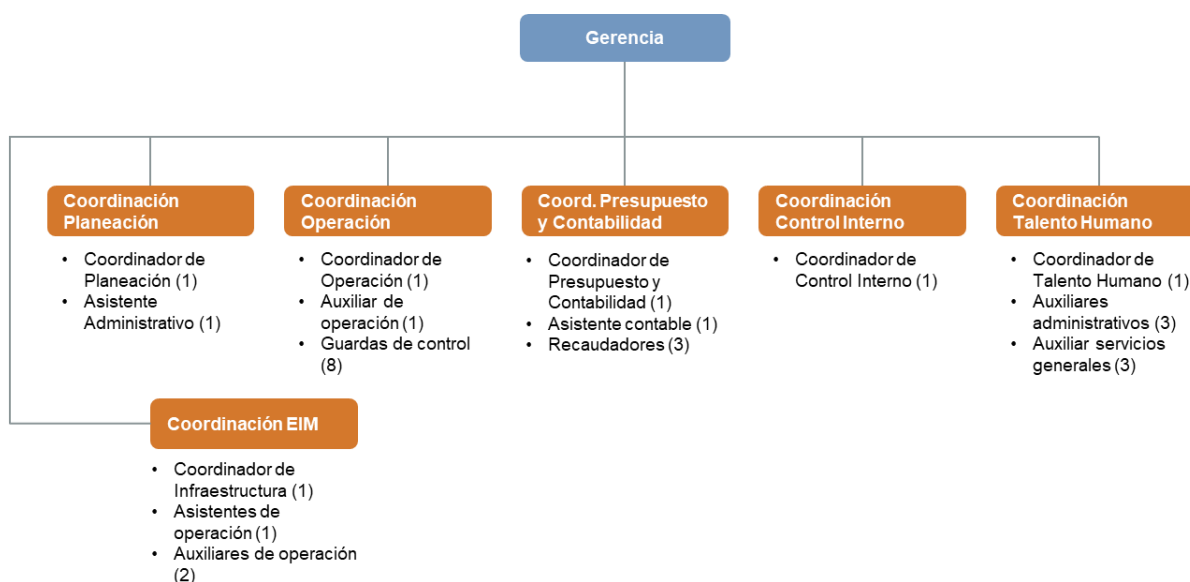 Gerencia
Coordinación
Planeación
• Coordinador de
Planeación (1)
• Asistente
Administrativo (1)
Coordinación
Operación
• Coordinador de
Operación (1)
• Auxiliar de
operación (1)
• Guardas de control
(8)
Coord. Presupuesto
y Contabilidad
• Coordinador de
Presupuesto y
Contabilidad (1)
• Asistente contable (1)
• Recaudadores (3)
Coordinación
Control Interno
• Coordinador de
Control Interno (1)
Coordinación
Talento Humano
• Coordinador de
Talento Humano (1)
• Auxiliares
administrativos (3)
• Auxiliar servicios
generales (3)
Coordinación EIM
• Coordinador de
Infraestructura (1)
• Asistentes de
operación (1)
• Auxiliares de operación
(2)